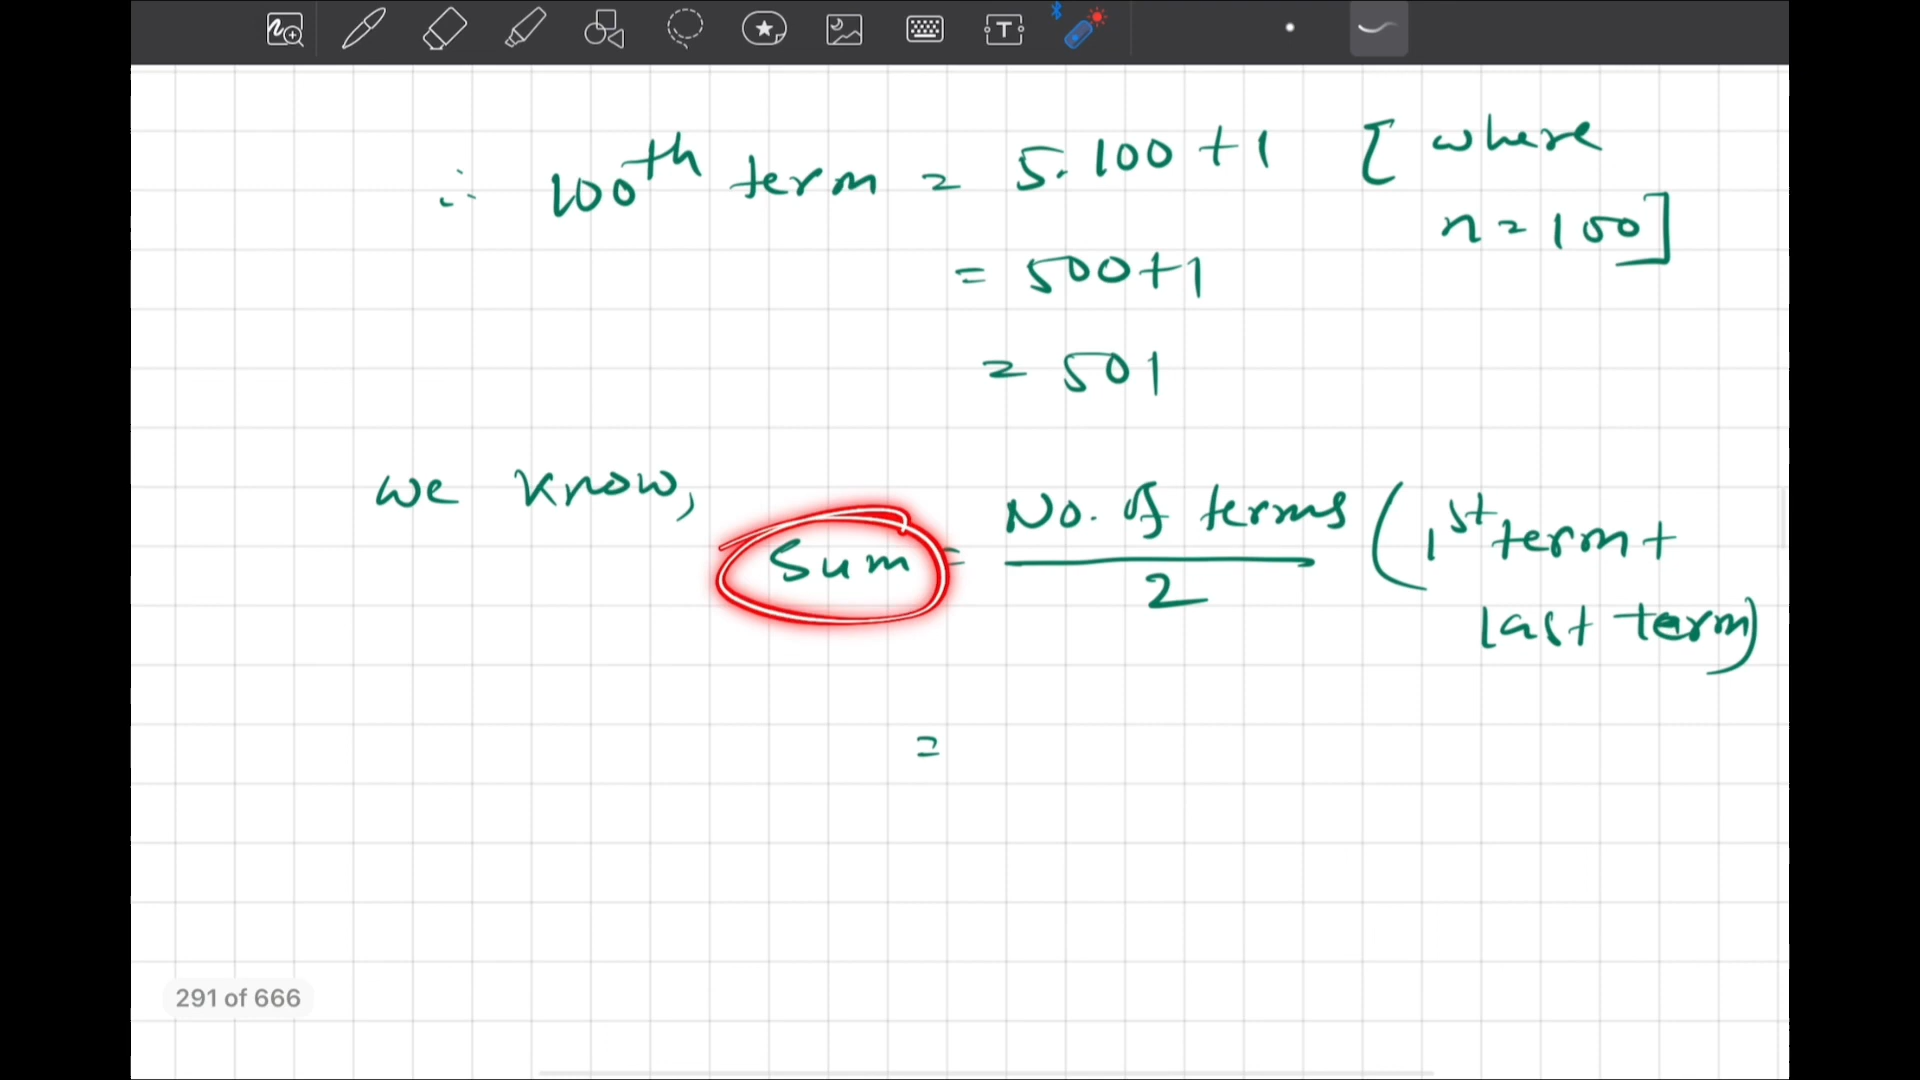 ∴ 100th term = 5.100+1 [where
n=100]
= 500+1
= 501
we know,
Sum = No. of terms / 2 (1st term +
last term)
=
291 of 666